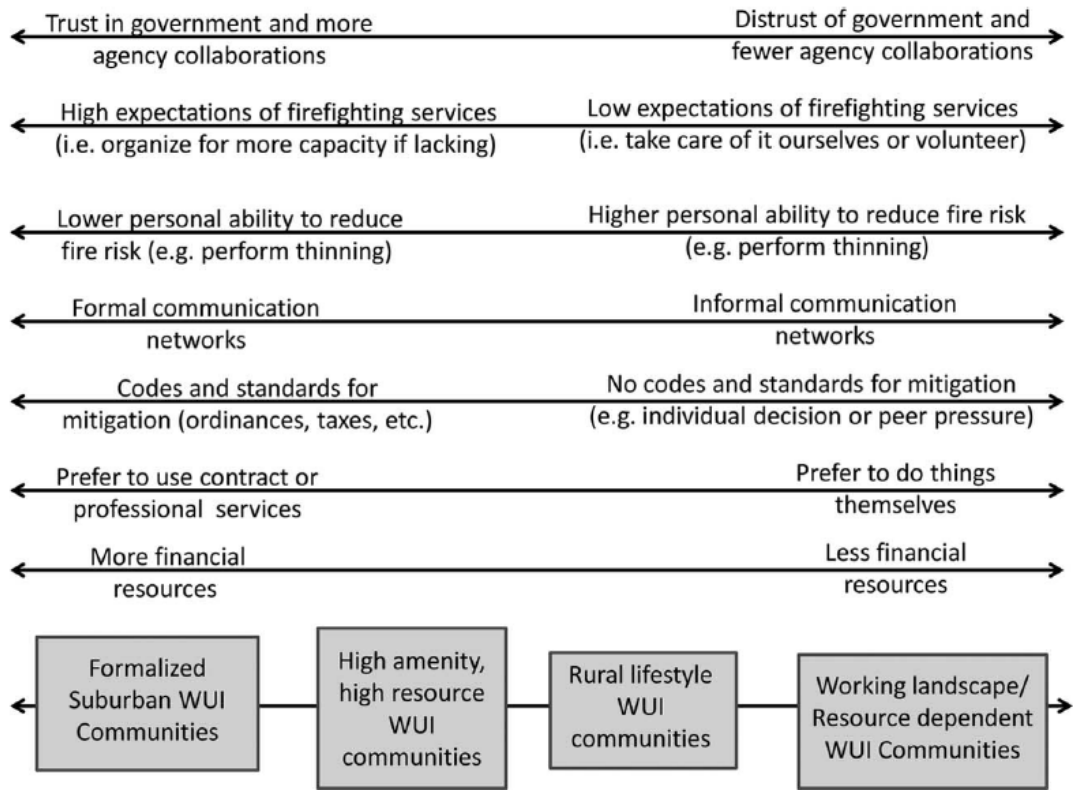 Trust in government and more
agency collaborations
Distrust of government and
fewer agency collaborations
High expectations of firefighting services
(i.e. organize for more capacity if lacking)
Low expectations of firefighting services
(i.e. take care of it ourselves or volunteer)
Lower personal ability to reduce
fire risk (e.g. perform thinning)
Higher personal ability to reduce fire risk
(e.g. perform thinning)
Formal communication
networks
Informal communication
networks
Codes and standards for
mitigation (ordinances, taxes, etc.)
No codes and standards for mitigation
(e.g. individual decision or peer pressure)
Prefer to use contract or
professional services
Prefer to do things
themselves
More financial
resources
Less financial
resources
Formalized
Suburban WUI
Communities
High amenity,
high resource
WUI
communities
Rural lifestyle
WUI
communities
Working landscape/
Resource dependent
WUI Communities